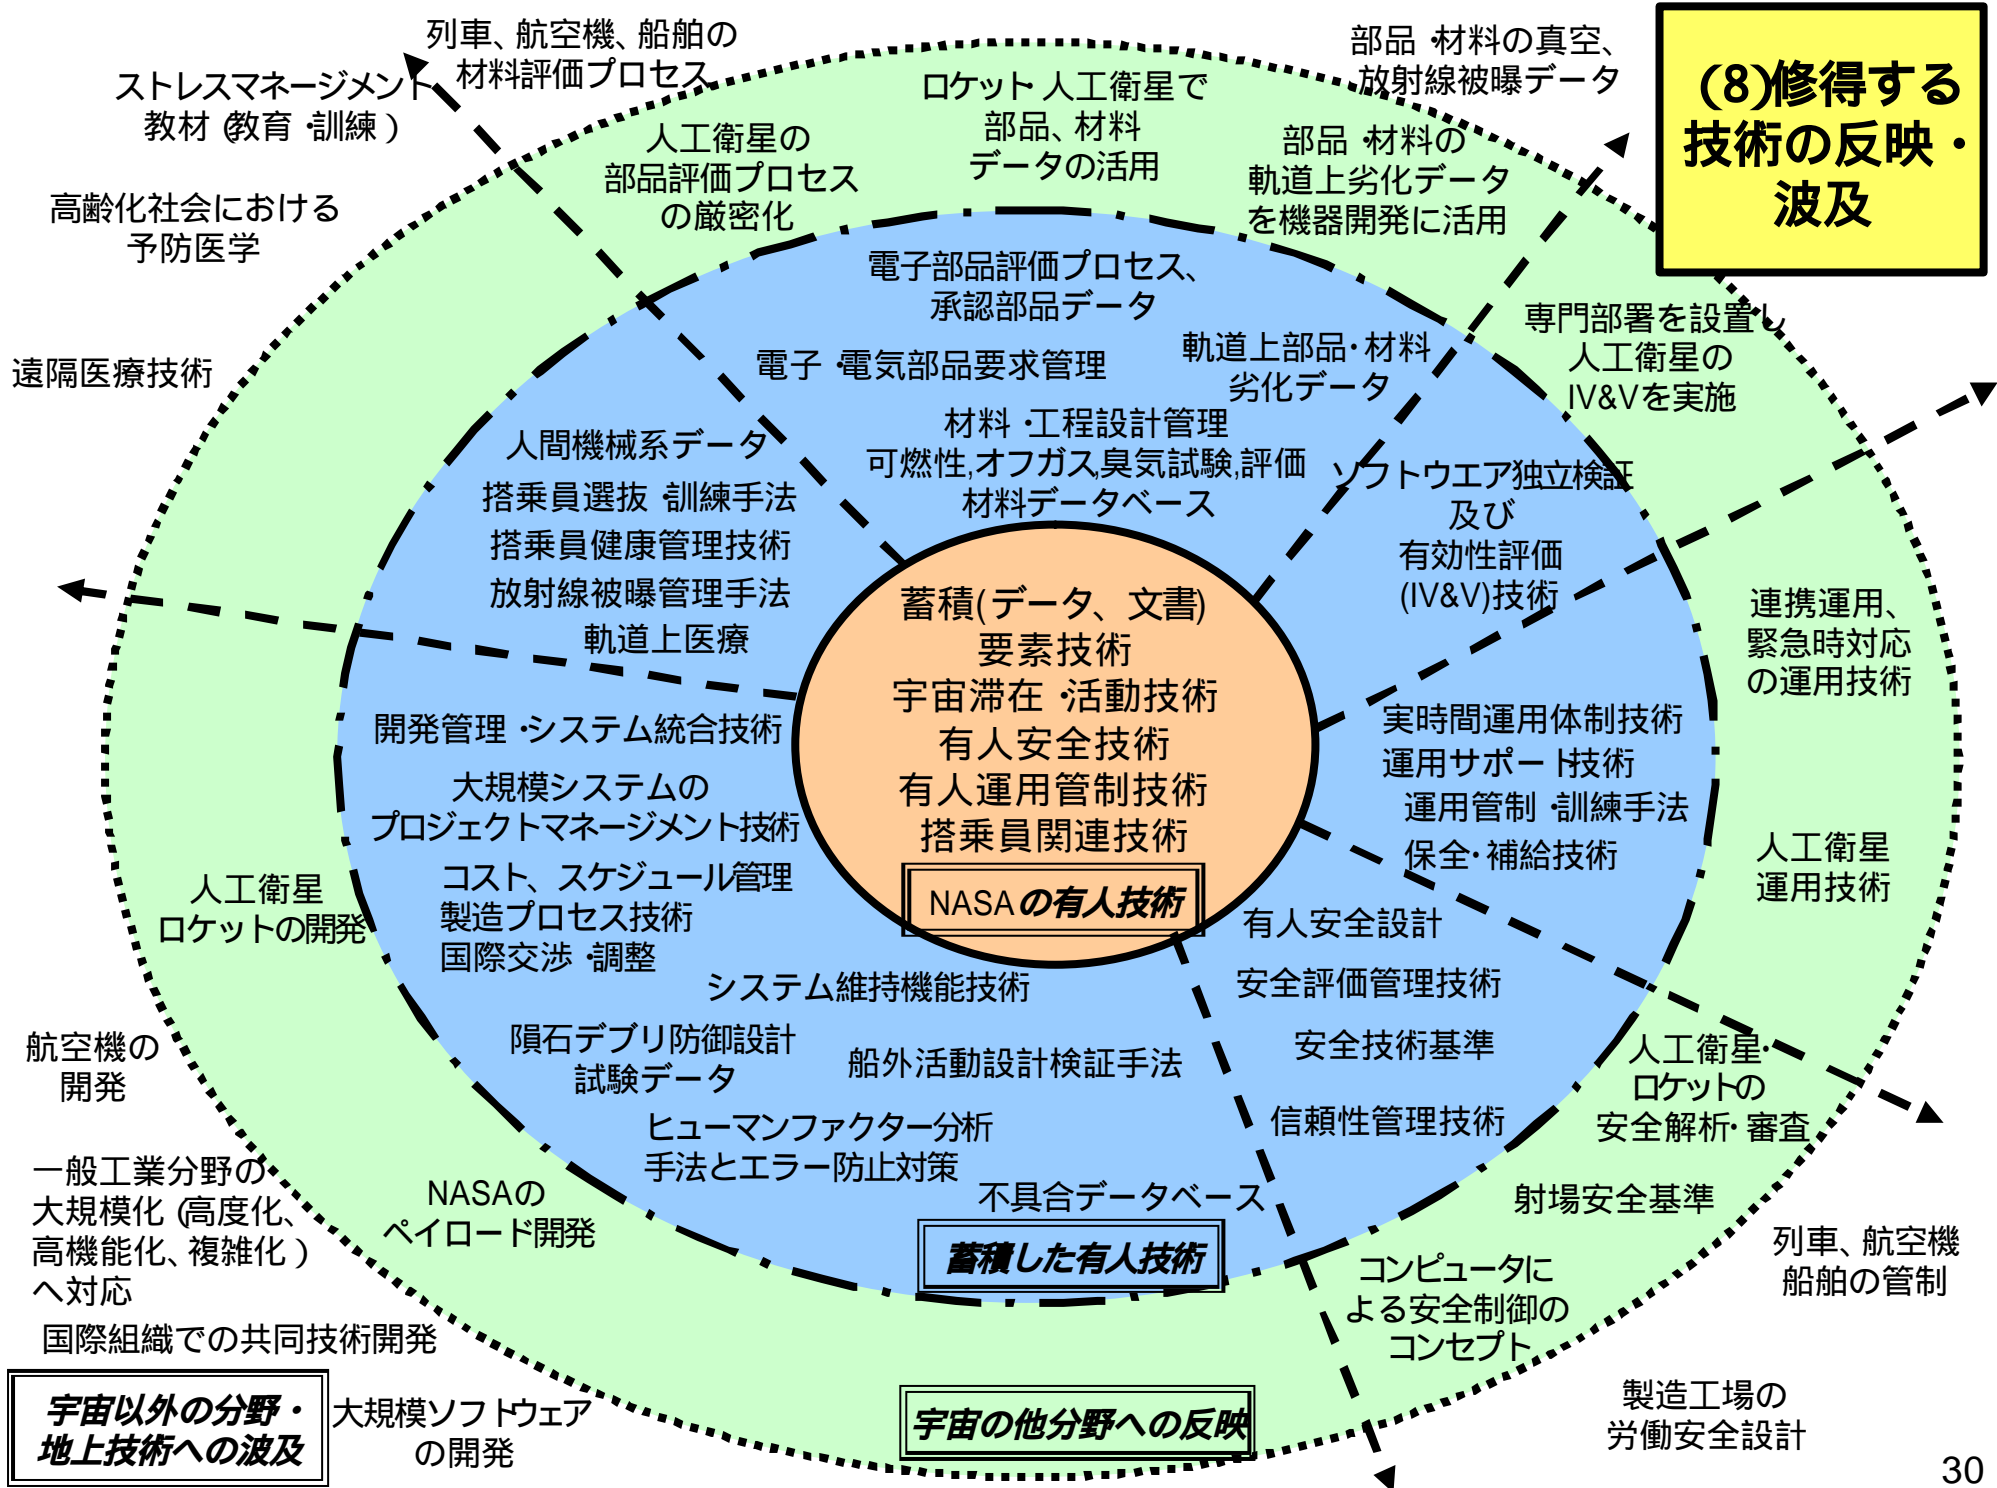 (8)修得する
技術の反映・
波及
列車、航空機、船舶の
材料評価プロセス
ストレスマネージメント
教材(教育・訓練)
高齢化社会における
予防医学
遠隔医療技術
部品・材料の真空、
放射線被曝データ
人工衛星の
部品評価プロセス
の厳密化
ロケット・人工衛星で
部品、材料
データの活用
部品・材料の
軌道上劣化データ
を機器開発に活用
専門部署を設置し
人工衛星の
IV&Vを実施
電子部品評価プロセス、
承認部品データ
電子・電気部品要求管理
軌道上部品・材料
劣化データ
材料・工程設計管理
可燃性,オフガス,臭気試験,評価
材料データベース
人間機械系データ
搭乗員選抜・訓練手法
搭乗員健康管理技術
放射線被曝管理手法
軌道上医療
ソフトウエア独立検証
及び
有効性評価
(IV&V)技術
蓄積(データ、文書)
要素技術
宇宙滞在・活動技術
有人安全技術
有人運用管制技術
搭乗員関連技術
NASAの有人技術
連携運用、
緊急時対応
の運用技術
人工衛星
運用技術
実時間運用体制技術
運用サポート技術
運用管制・訓練手法
保全・補給技術
開発管理・システム統合技術
大規模システムの
プロジェクトマネージメント技術
コスト、スケジュール管理
製造プロセス技術
国際交渉・調整
人工衛星
ロケットの開発
システム維持機能技術
隕石デブリ防御設計
試験データ
船外活動設計検証手法
ヒューマンファクター分析
手法とエラー防止対策
不具合データベース
有人安全設計
安全評価管理技術
安全技術基準
信頼性管理技術
蓄積した有人技術
人工衛星・
ロケットの
安全解析・審査
射場安全基準
コンピュータに
よる安全制御の
コンセプト
NASAの
ペイロード開発
航空機の
開発
一般工業分野の
大規模化(高度化、
高機能化、複雑化)
へ対応
国際組織での共同技術開発
大規模ソフトウェア
の開発
宇宙以外の分野・
地上技術への波及
宇宙の他分野への反映
列車、航空機
船舶の管制
製造工場の
労働安全設計
30